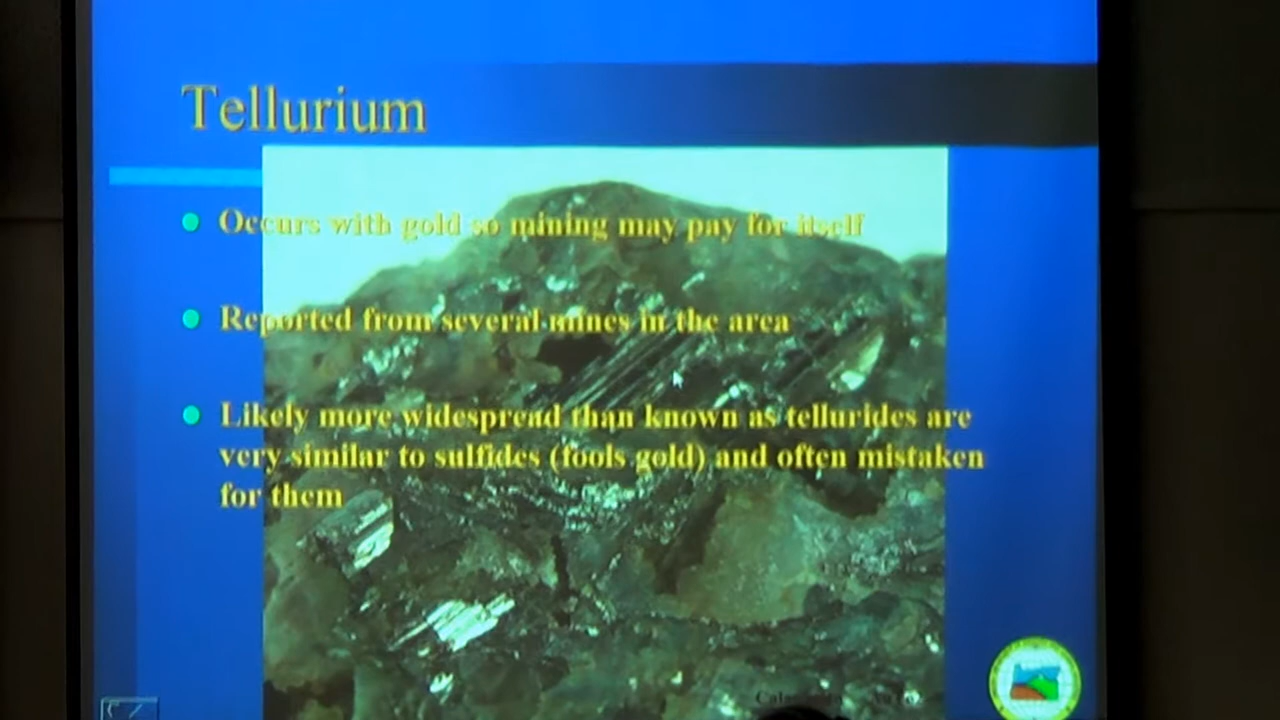 Tellurium
Occurs with gold so mining may pay for itself
Reported from several mines in the area
Likely more widespread than known as tellurides are
very similar to sulfides (fools gold) and often mistaken
for them